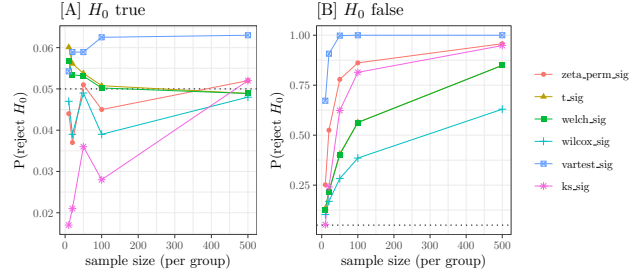 [A] H₀ true
[B] H₀ false
P(reject H₀)
0.06
0.05
0.04
0.03
0.02
0 100 200 300 400 500
sample size (per group)
P(reject H₀)
1.00
0.75
0.50
0.25
0 100 200 300 400 500
sample size (per group)
zeta_perm_sig
t_sig
welch_sig
wilcox_sig
vartest_sig
ks_sig